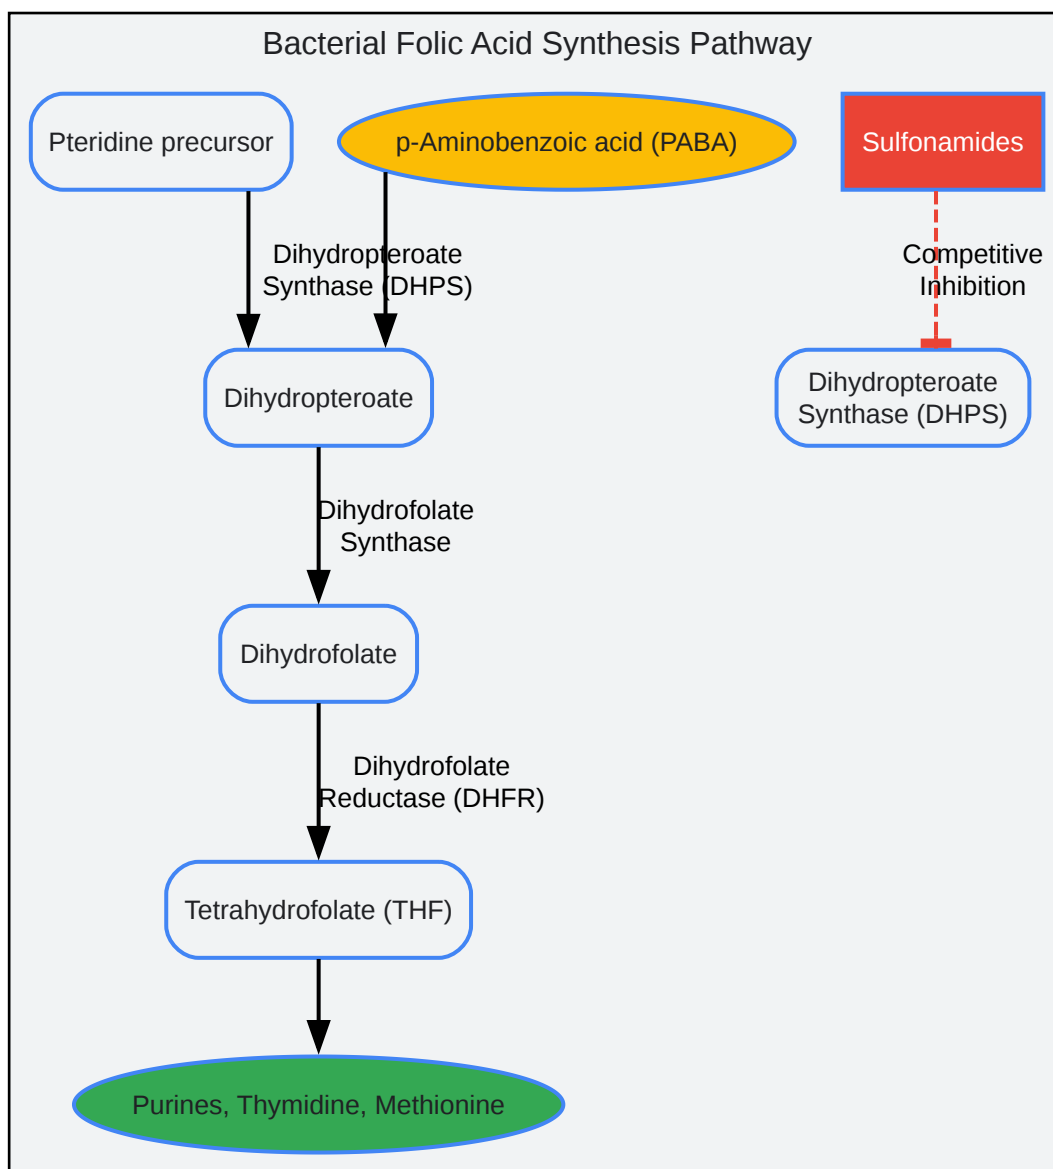 Bacterial Folic Acid Synthesis Pathway
Pteridine precursor
p-Aminobenzoic acid (PABA)
Sulfonamides
Dihydropteroate
Synthase (DHPS)
Competitive
Inhibition
Dihydropteroate
Dihydropteroate
Synthase (DHPS)
Dihydrofolate
Synthase
Dihydrofolate
Dihydrofolate
Reductase (DHFR)
Tetrahydrofolate (THF)
Purines, Thymidine, Methionine